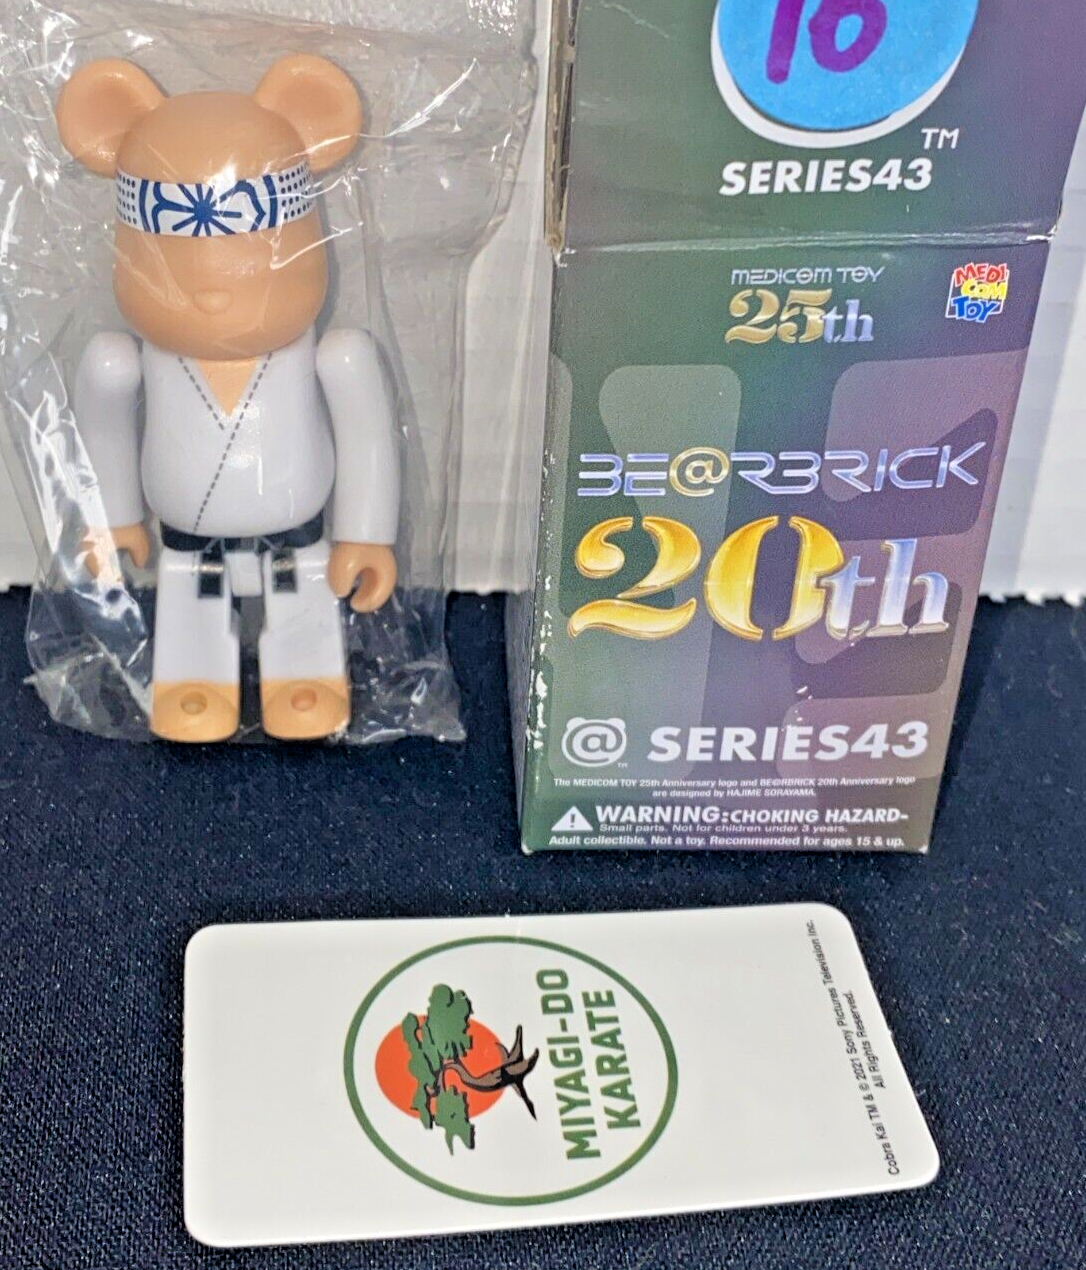 10
TM
SERIES43
MEDICOM TOY
25th
MEDI
COM
TOY
BE@RBRICK
20th
@ SERIES43
TM
The MEDICOM TOY 25th Anniversary logo and BE@RBRICK 20th Anniversary logo
are designed by HAJIME SORAYAMA.
WARNING:CHOKING HAZARD-
Small parts. Not for children under 3 years.
Adult collectible. Not a toy. Recommended for ages 15 & up.
MIYAGI-DO
KARATE
Cobra Kai TM & © 2021 Sony Pictures Television Inc.
All Rights Reserved.